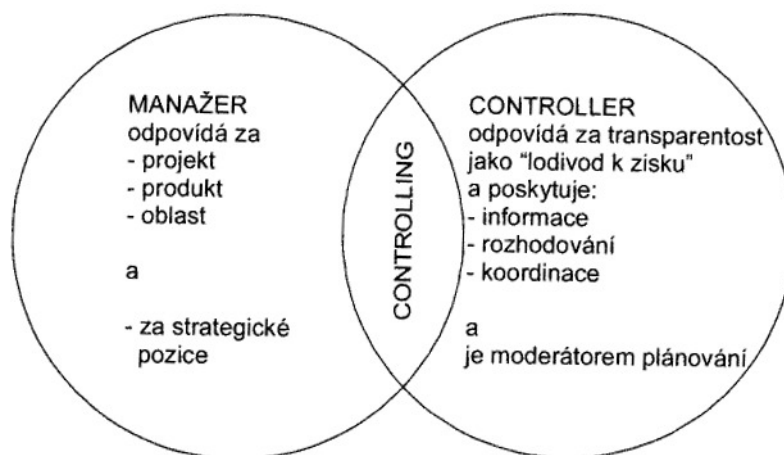 MANAŽER
odpovídá za
- projekt
- produkt
- oblast
a
- za strategické
pozice
CONTROLLING
CONTROLLER
odpovídá za transparentost
jako “lodivod k zisku”
a poskytuje:
- informace
- rozhodování
- koordinace
a
je moderátorem plánování